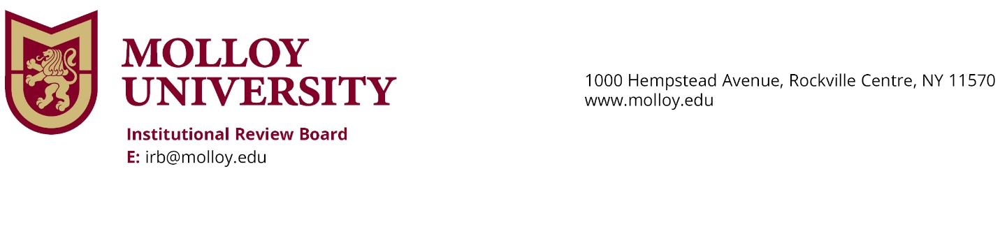 MOLLOY
UNIVERSITY
Institutional Review Board
E: irb@molloy.edu
1000 Hempstead Avenue, Rockville Centre, NY 11570
www.molloy.edu